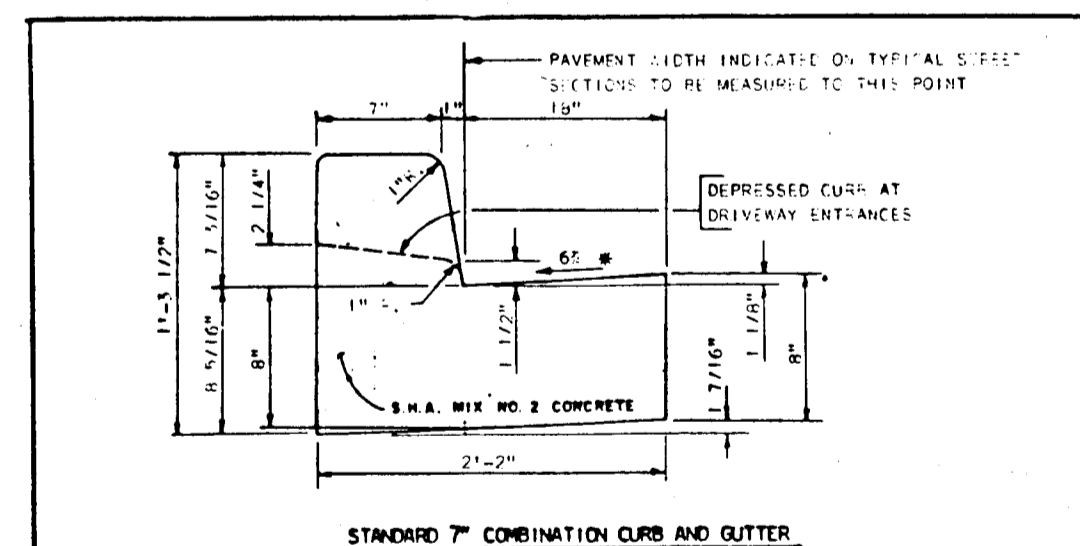 PAVEMENT WIDTH INDICATED ON TYPICAL STREET
SECTIONS TO BE MEASURED TO THIS POINT
7"
1"
18"
1"R.
DEPRESSED CURB AT
DRIVEWAY ENTRANCES
1'-3 1/2"
7 3/16"
2 1/4"
6% *
1"
8 5/16"
8"
1 1/2"
1 1/8"
8"
1 7/16"
S.H.A. MIX NO. 2 CONCRETE
2'-2"
STANDARD 7" COMBINATION CURB AND GUTTER